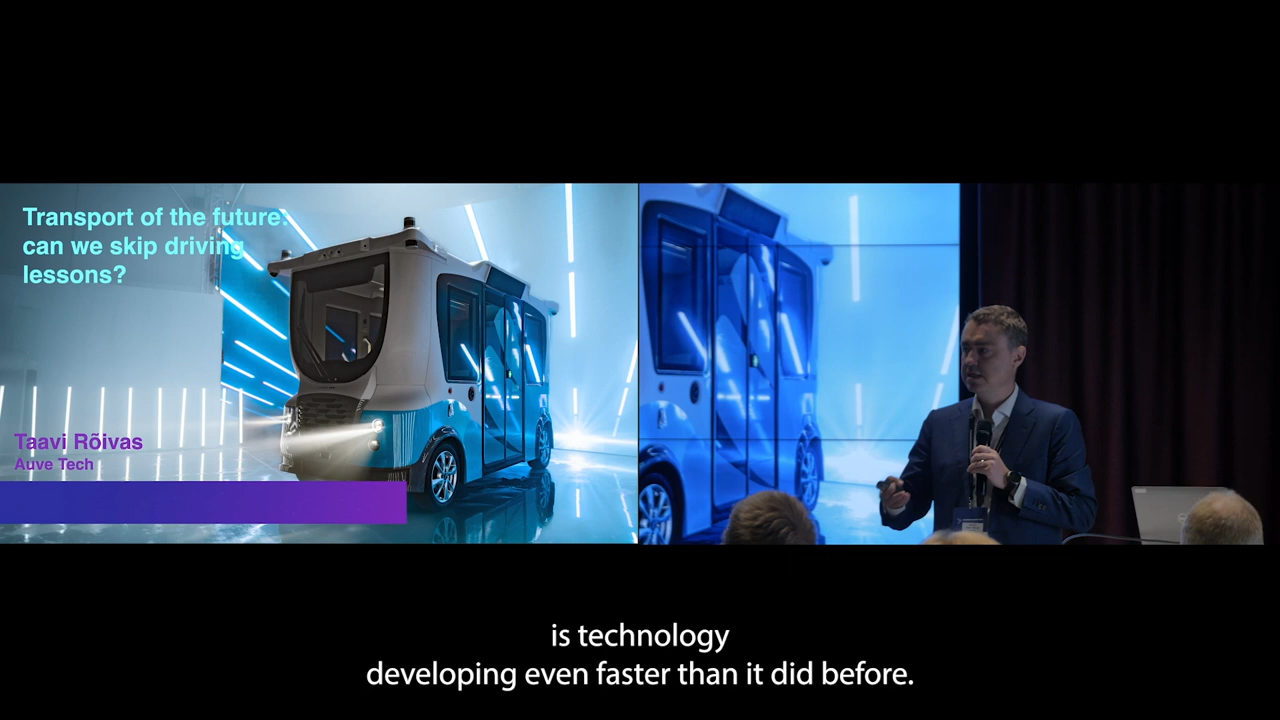 Transport of the future:
can we skip driving
lessons?
Taavi Rõivas
Auve Tech
is technology
developing even faster than it did before.